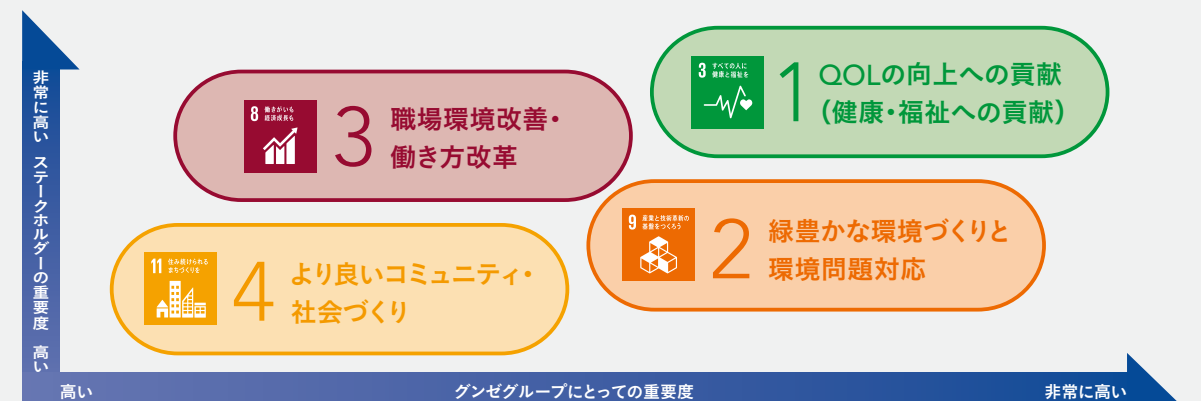 非常に高い ステークホルダーの重要度 高い
3 すべての人に
健康と福祉を
1 QOLの向上への貢献
(健康・福祉への貢献)
8 働きがいも
経済成長も
3 職場環境改善・
働き方改革
9 産業と技術革新の
基盤をつくろう
2 緑豊かな環境づくりと
環境問題対応
11 住み続けられる
まちづくりを
4 より良いコミュニティ・
社会づくり
高い グンゼグループにとっての重要度 非常に高い